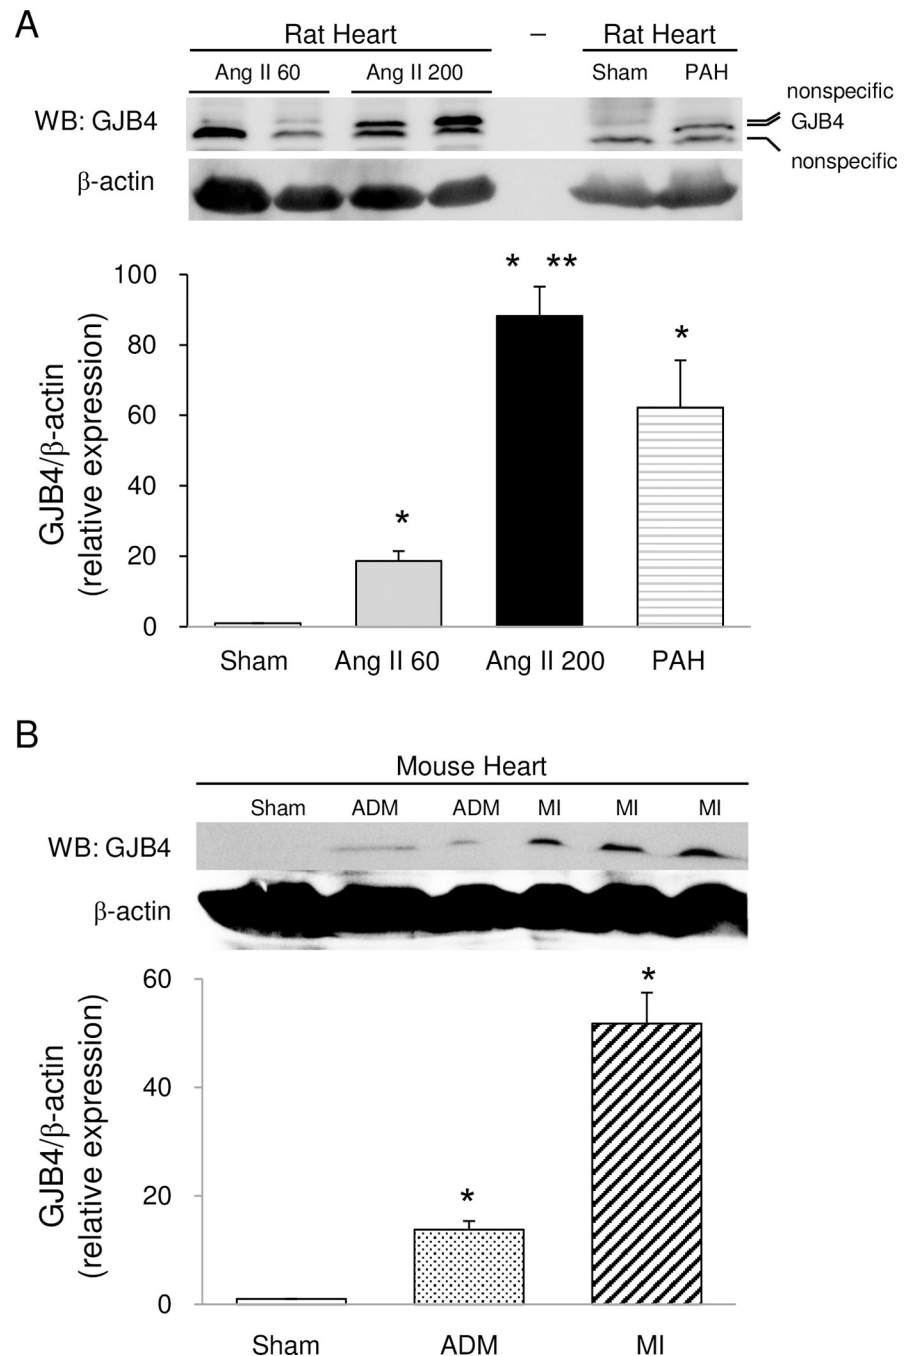 A
Rat Heart – Rat Heart
Ang II 60 Ang II 200 Sham PAH
nonspecific
WB: GJB4 GJB4
nonspecific
β-actin
* **
100
80
60
40
20
0
*
*
GJB4/β-actin
(relative expression)
Sham Ang II 60 Ang II 200 PAH
B
Mouse Heart
Sham ADM ADM MI MI MI
WB: GJB4
β-actin
60
40
20
0
*
*
GJB4/β-actin
(relative expression)
Sham ADM MI